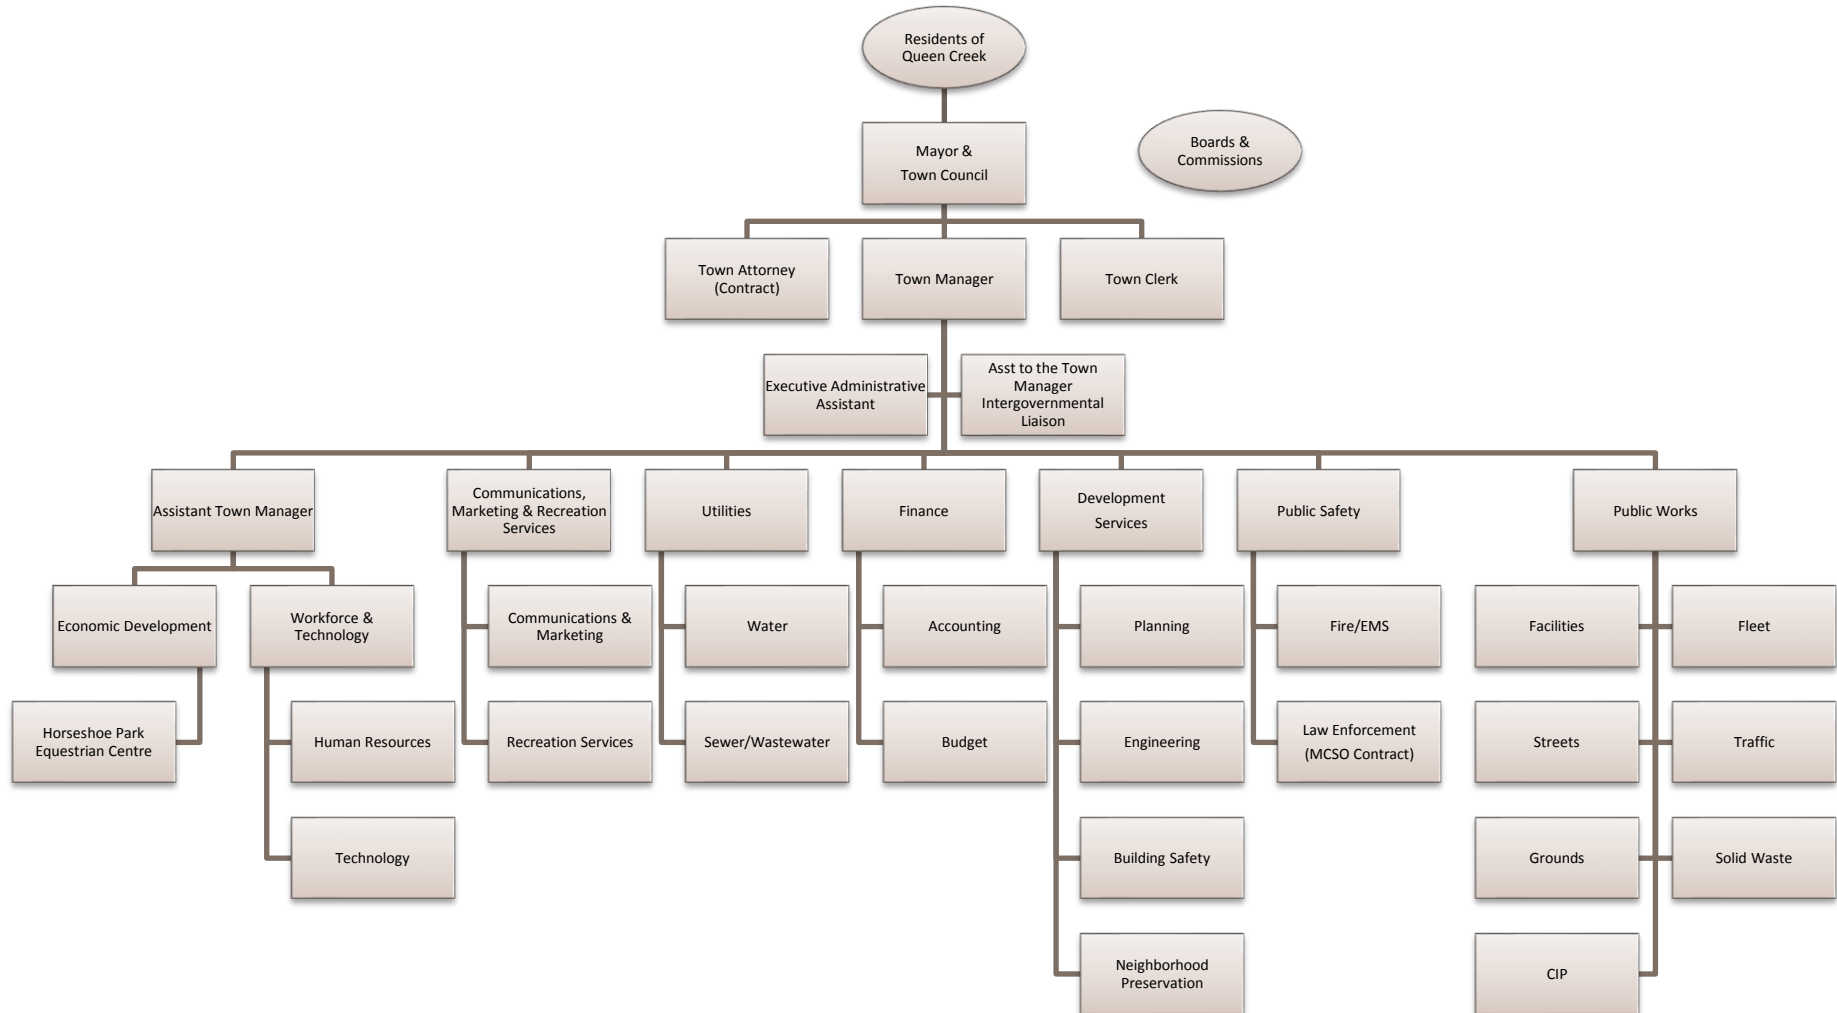 Residents of
Queen Creek
Mayor &
Town Council
Boards &
Commissions
Town Attorney
(Contract)
Town Manager
Town Clerk
Executive Administrative
Assistant
Asst to the Town
Manager
Intergovernmental
Liaison
Assistant Town Manager
Communications,
Marketing & Recreation
Services
Utilities
Finance
Development
Services
Public Safety
Public Works
Economic Development
Workforce &
Technology
Communications &
Marketing
Water
Accounting
Planning
Fire/EMS
Facilities
Fleet
Horseshoe Park
Equestrian Centre
Human Resources
Recreation Services
Sewer/Wastewater
Budget
Engineering
Law Enforcement
(MCSO Contract)
Streets
Traffic
Technology
Building Safety
Grounds
Solid Waste
Neighborhood
Preservation
CIP